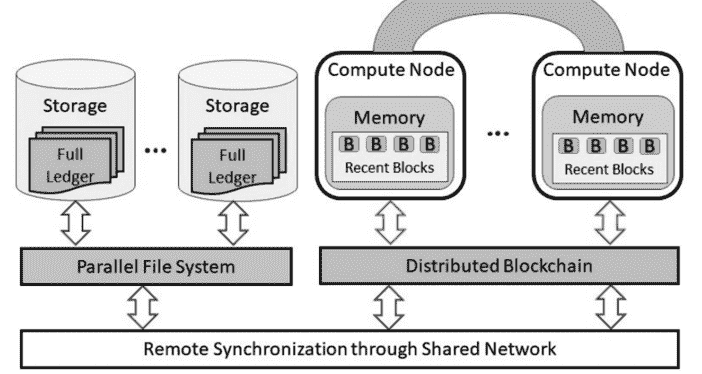 Storage
Full
Ledger
...
Storage
Full
Ledger
Compute Node
Memory
B B B B
Recent Blocks
...
Compute Node
Memory
B B B B
Recent Blocks
Parallel File System
Distributed Blockchain
Remote Synchronization through Shared Network